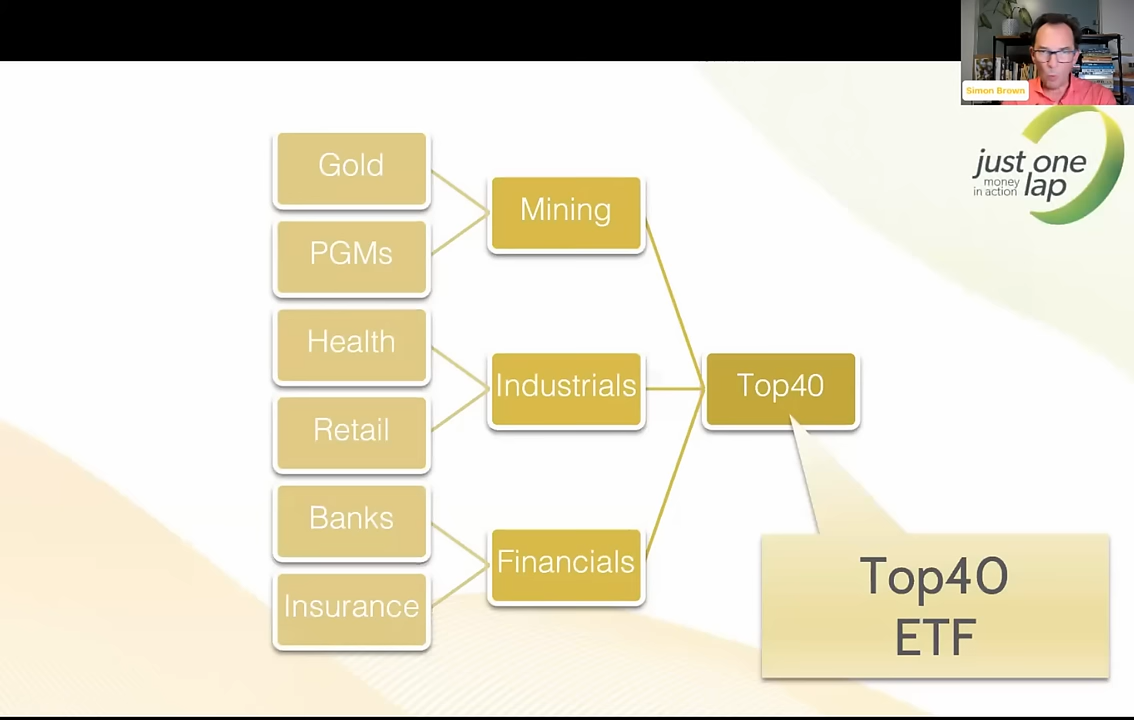 Simon Brown
just one
money
in action
lap
Gold
PGMs
Health
Retail
Banks
Insurance
Mining
Industrials
Financials
Top40
Top40
ETF